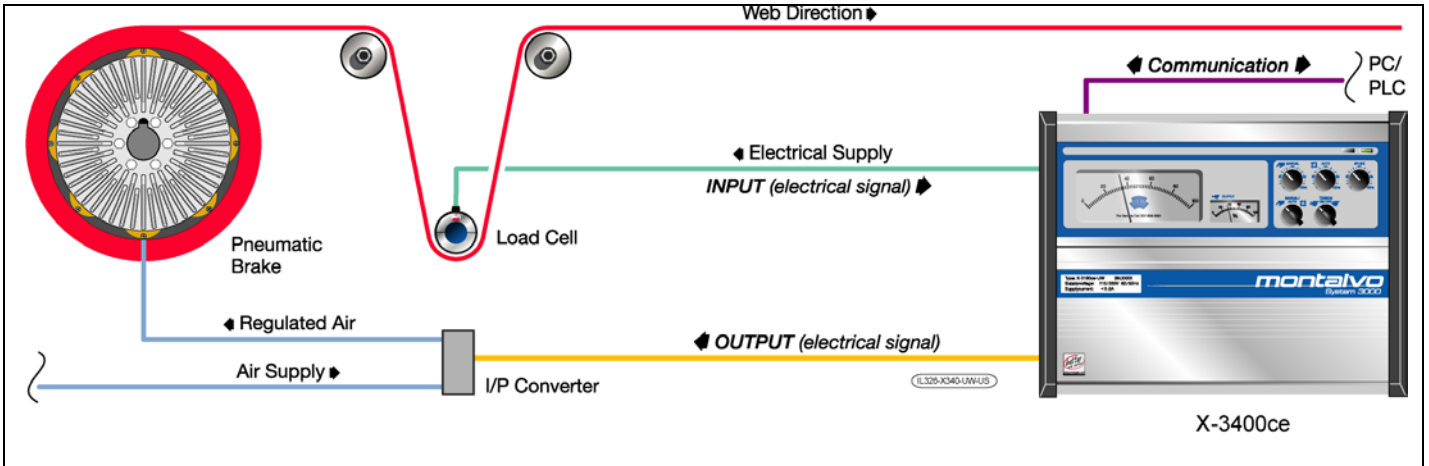 Web Direction
Communication
PC/
PLC
Electrical Supply
INPUT (electrical signal)
Load Cell
Pneumatic
Brake
Regulated Air
OUTPUT (electrical signal)
Air Supply
I/P Converter
IL326-X340-UW-US
OUTPUT
montalvo
System 3000
X-3400ce